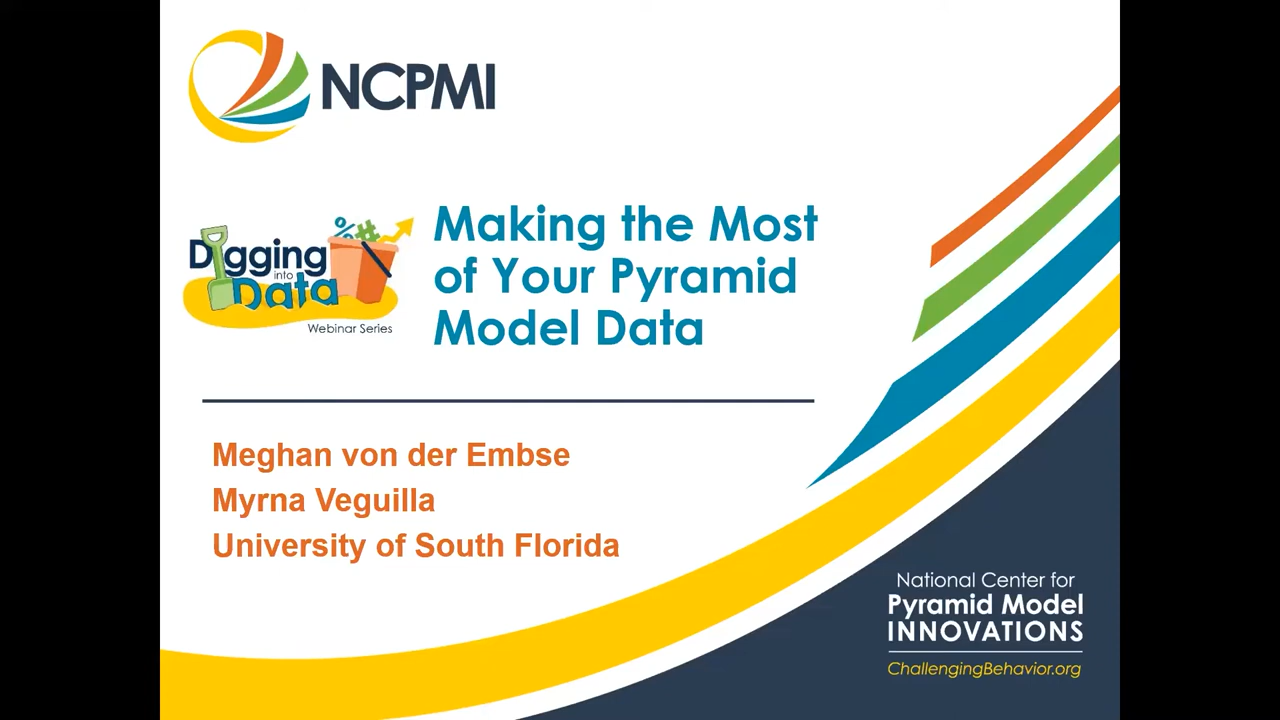 NCPMI
Digging
into
Data
Webinar Series
% #
Making the Most
of Your Pyramid
Model Data
Meghan von der Embse
Myrna Veguilla
University of South Florida
National Center for
Pyramid Model
INNOVATIONS
ChallengingBehavior.org